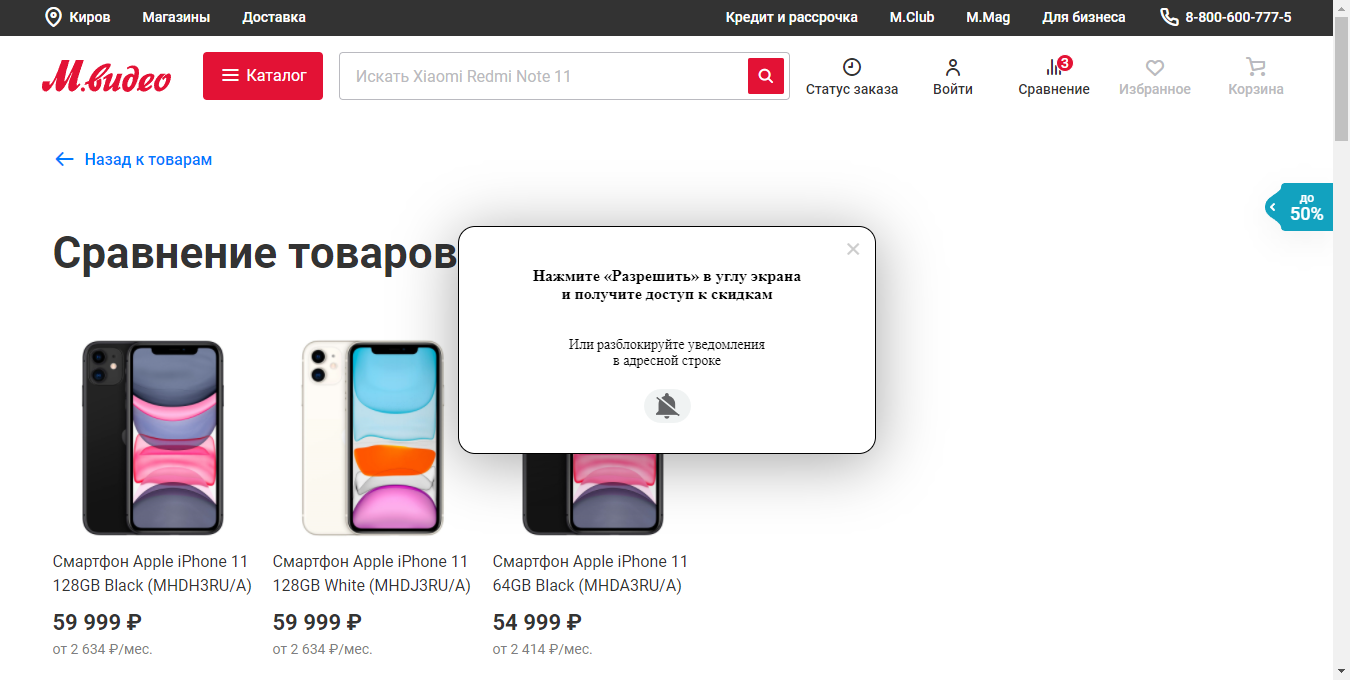 Киров Магазины Доставка Кредит и рассрочка M.Club M.Mag Для бизнеса 8-800-600-777-5
М.видео Каталог Искать Xiaomi Redmi Note 11 Статус заказа Войти 3 Сравнение Избранное Корзина
Назад к товарам
до
50%
Сравнение товаров
Нажмите «Разрешить» в углу экрана
и получите доступ к скидкам
Или разблокируйте уведомления
в адресной строке
Смартфон Apple iPhone 11
128GB Black (MHDH3RU/A)
59 999 ₽
от 2 634 ₽/мес.
Смартфон Apple iPhone 11
128GB White (MHDJ3RU/A)
59 999 ₽
от 2 634 ₽/мес.
Смартфон Apple iPhone 11
64GB Black (MHDA3RU/A)
54 999 ₽
от 2 414 ₽/мес.